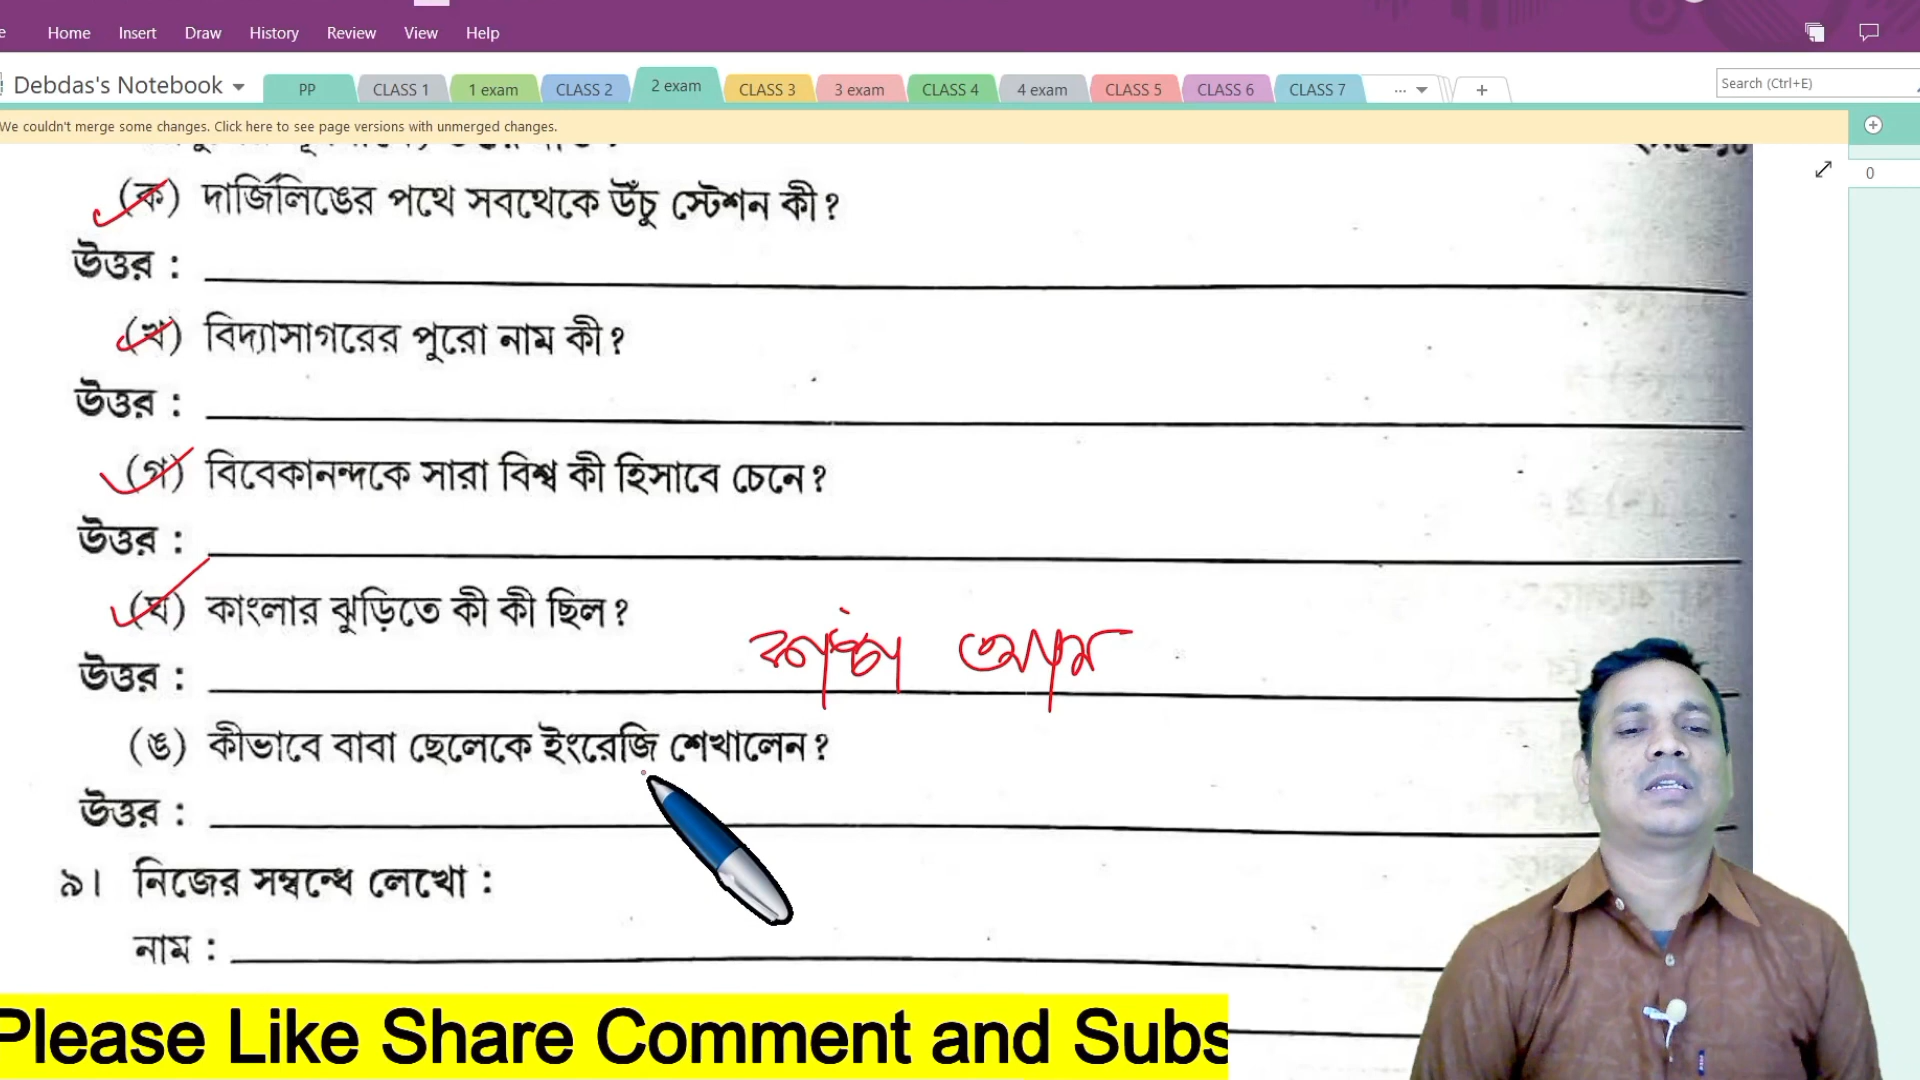 Home Insert Draw History Review View Help
Debdas's Notebook PP CLASS 1 1 exam CLASS 2 2 exam CLASS 3 3 exam CLASS 4 4 exam CLASS 5 CLASS 6 CLASS 7 ... + Search (Ctrl+E)
We couldn't merge some changes. Click here to see page versions with unmerged changes.
0
(ক) দার্জিলিঙের পথে সবথেকে উঁচু স্টেশন কী?
উত্তর :
(খ) বিদ্যাসাগরের পুরো নাম কী?
উত্তর :
(গ) বিবেকানন্দকে সারা বিশ্ব কী হিসাবে চেনে?
উত্তর :
(ঘ) কাংলার ঝুড়িতে কী কী ছিল?
উত্তর :
(ঙ) কীভাবে বাবা ছেলেকে ইংরেজি শেখালেন?
উত্তর :
৯। নিজের সম্বন্ধে লেখো :
নাম :
Please Like Share Comment and Subs